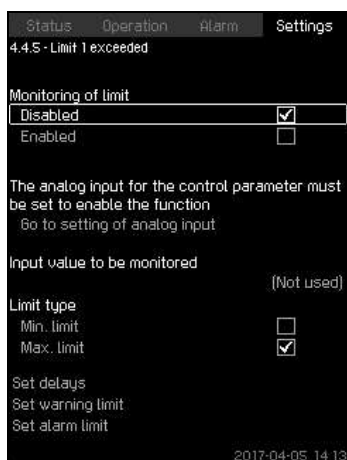 Status Operation Alarm Settings
4.4.5 - Limit 1 exceeded
Monitoring of limit
Disabled
Enabled
The analog input for the control parameter must
be set to enable the function
Go to setting of analog input
Input value to be monitored
(Not used)
Limit type
Min. limit
Max. limit
Set delays
Set warning limit
Set alarm limit
2017-04-05 14:13